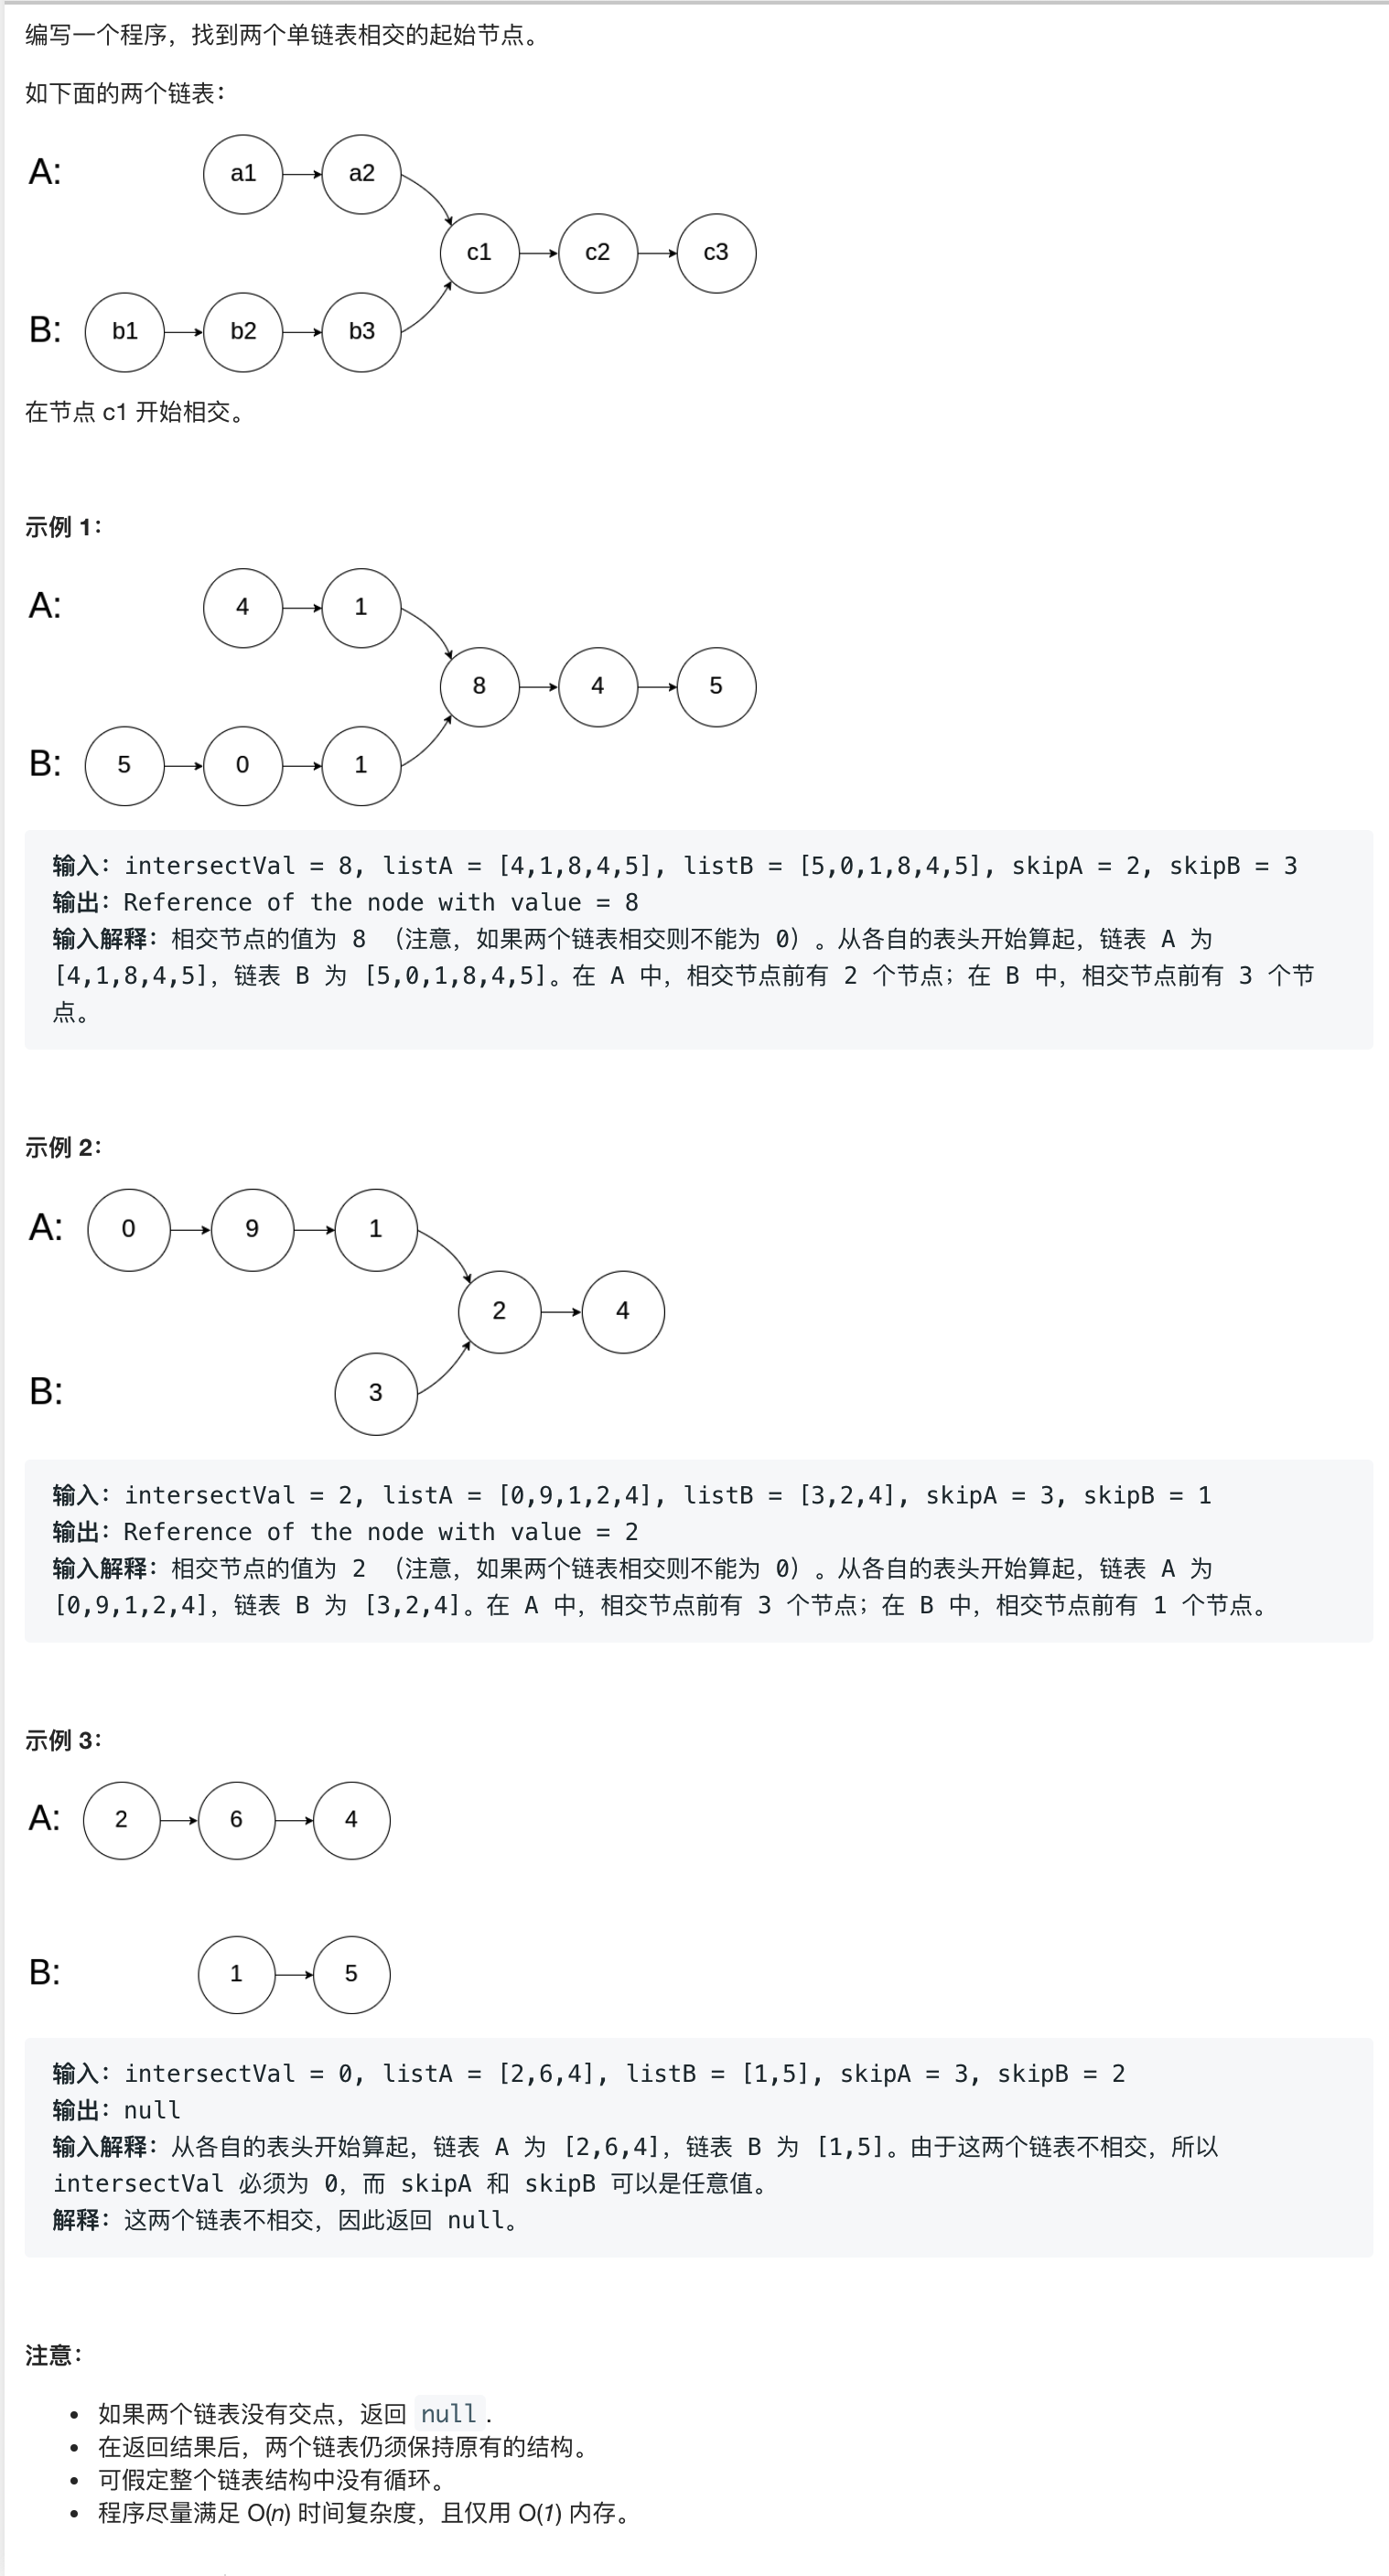 编写一个程序，找到两个单链表相交的起始节点。
如下面的两个链表：
A: a1 a2
c1 c2 c3
B: b1 b2 b3
在节点 c1 开始相交。
示例 1：
A: 4 1
8 4 5
B: 5 0 1
输入：intersectVal = 8, listA = [4,1,8,4,5], listB = [5,0,1,8,4,5], skipA = 2, skipB = 3
输出：Reference of the node with value = 8
输入解释：相交节点的值为 8 （注意，如果两个链表相交则不能为 0）。从各自的表头开始算起，链表 A 为
[4,1,8,4,5]，链表 B 为 [5,0,1,8,4,5]。在 A 中，相交节点前有 2 个节点；在 B 中，相交节点前有 3 个节
点。
示例 2：
A: 0 9 1
2 4
B: 3
输入：intersectVal = 2, listA = [0,9,1,2,4], listB = [3,2,4], skipA = 3, skipB = 1
输出：Reference of the node with value = 2
输入解释：相交节点的值为 2 （注意，如果两个链表相交则不能为 0）。从各自的表头开始算起，链表 A 为
[0,9,1,2,4]，链表 B 为 [3,2,4]。在 A 中，相交节点前有 3 个节点；在 B 中，相交节点前有 1 个节点。
示例 3：
A: 2 6 4
B: 1 5
输入：intersectVal = 0, listA = [2,6,4], listB = [1,5], skipA = 3, skipB = 2
输出：null
输入解释：从各自的表头开始算起，链表 A 为 [2,6,4]，链表 B 为 [1,5]。由于这两个链表不相交，所以
intersectVal 必须为 0，而 skipA 和 skipB 可以是任意值。
解释：这两个链表不相交，因此返回 null。
注意：
• 如果两个链表没有交点，返回 null.
• 在返回结果后，两个链表仍须保持原有的结构。
• 可假定整个链表结构中没有循环。
• 程序尽量满足 O(n) 时间复杂度，且仅用 O(1) 内存。